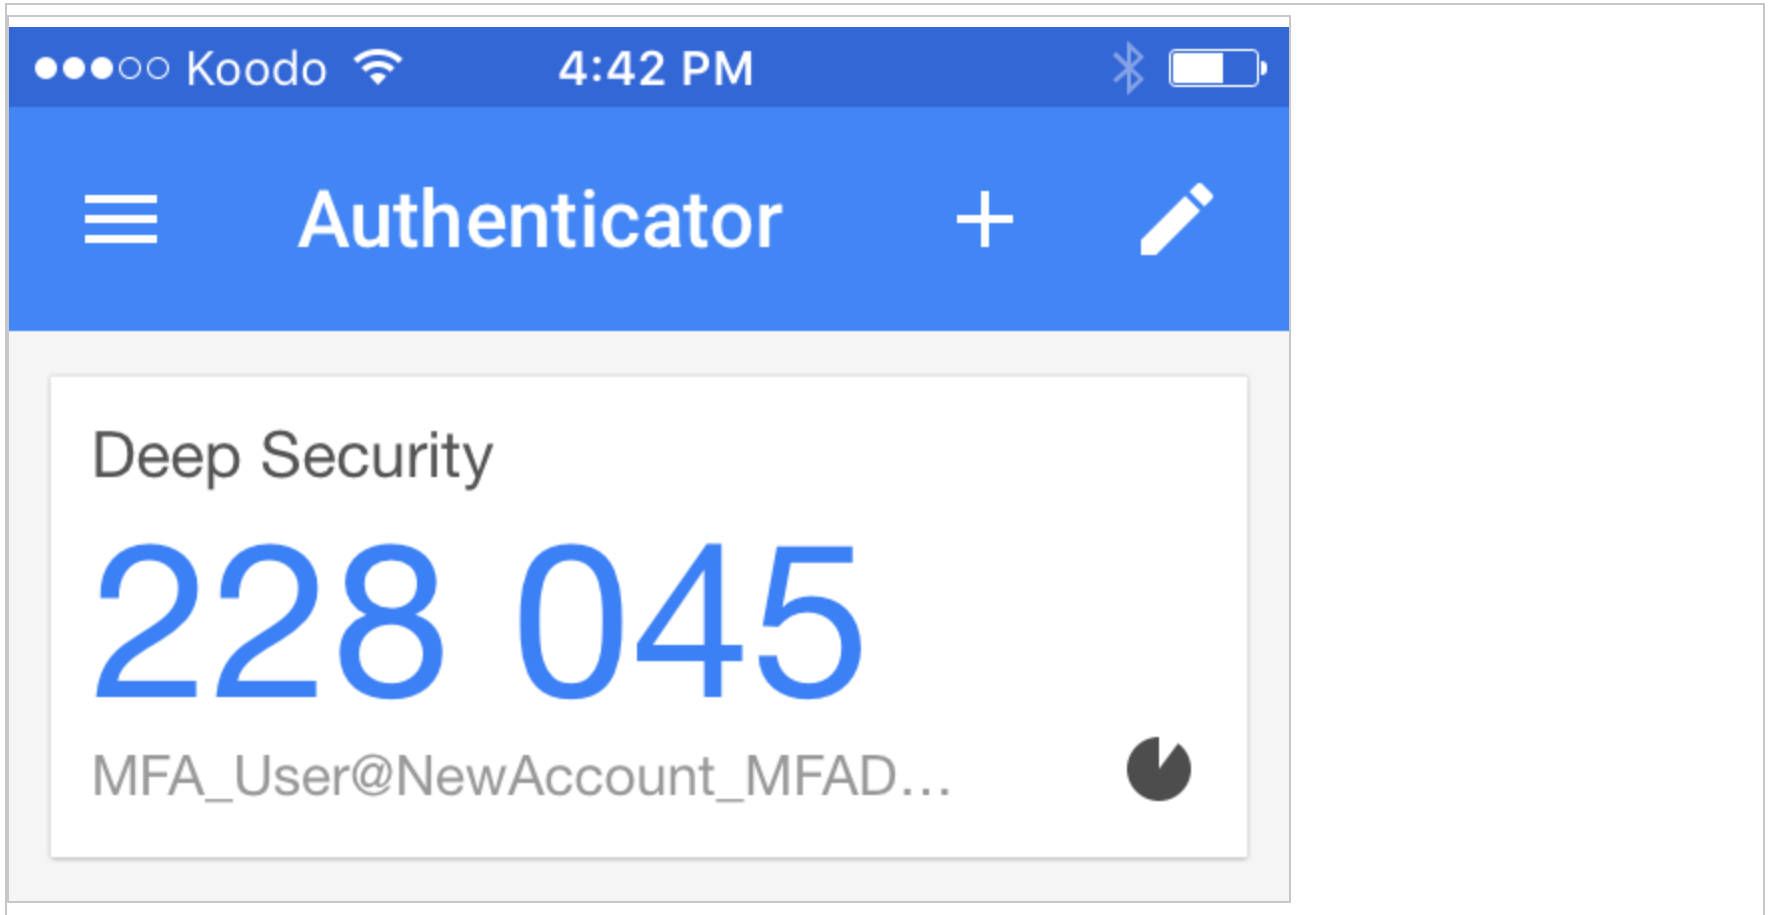 Koodo 4:42 PM
Authenticator
Deep Security
228 045
MFA_User@NewAccount_MFAD...